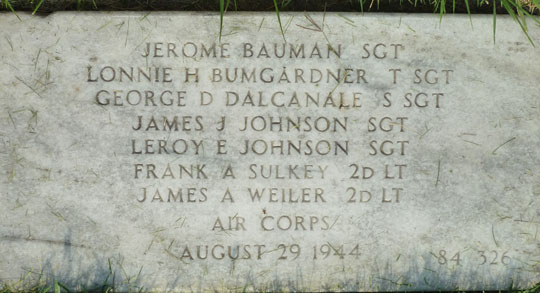 JEROME BAUMAN SGT
LONNIE H BUMGARDNER T SGT
GEORGE D DALCANALE S SGT
JAMES J JOHNSON SGT
LEROY E JOHNSON SGT
FRANK A SULKEY 2D LT
JAMES A WEILER 2D LT
AIR CORPS
AUGUST 29 1944 84 326